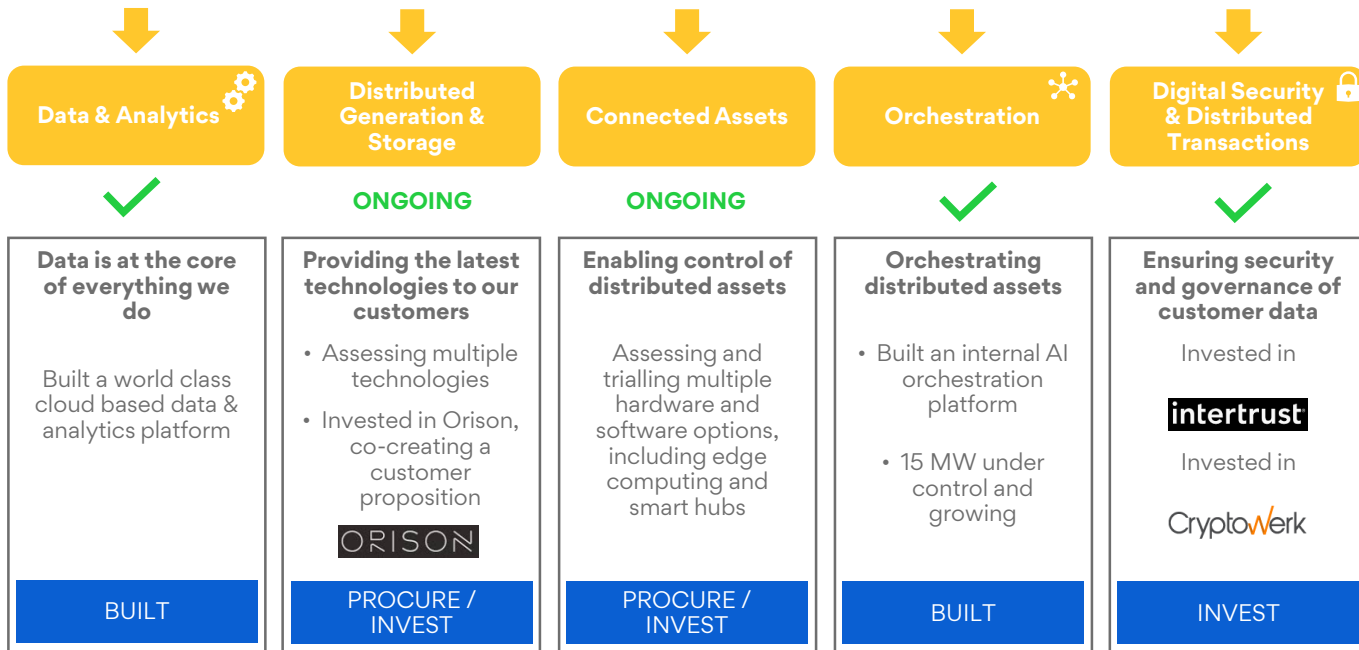 Data & Analytics
Distributed
Generation &
Storage
Connected Assets
Orchestration
Digital Security
& Distributed
Transactions
ONGOING
ONGOING
Data is at the core
of everything we
do
Built a world class
cloud based data &
analytics platform
BUILT
Providing the latest
technologies to our
customers
• Assessing multiple
technologies
• Invested in Orison,
co-creating a
customer
proposition
ORISON
PROCURE /
INVEST
Enabling control of
distributed assets
Assessing and
trialling multiple
hardware and
software options,
including edge
computing and
smart hubs
PROCURE /
INVEST
Orchestrating
distributed assets
• Built an internal AI
orchestration
platform
• 15 MW under
control and
growing
BUILT
Ensuring security
and governance of
customer data
Invested in
intertrust
Invested in
CryptoWerk
INVEST